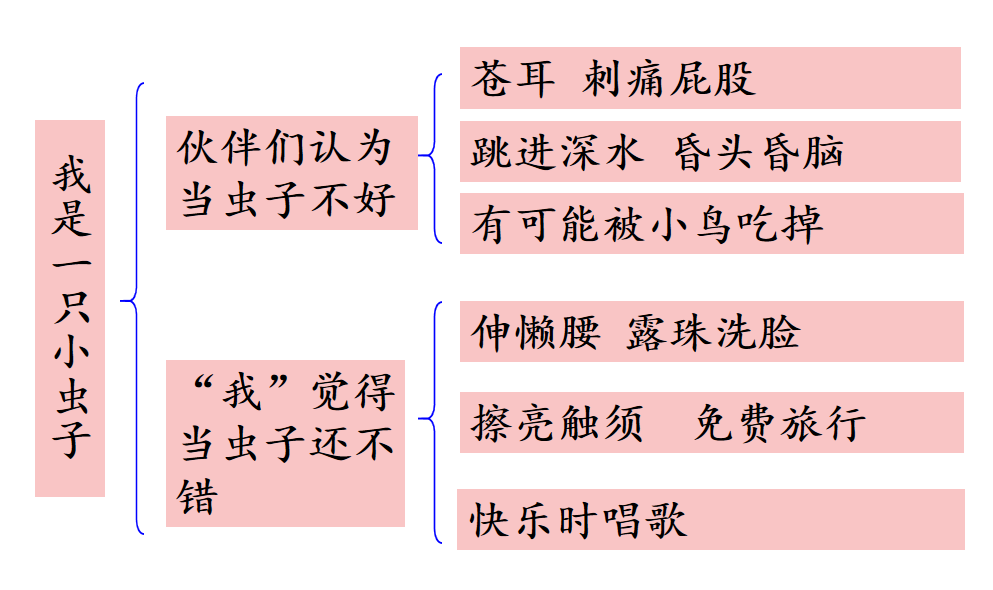 我是一只小虫子
伙伴们认为
当虫子不好
苍耳 刺痛屁股
跳进深水 昏头昏脑
有可能被小鸟吃掉
“我”觉得
当虫子还不
错
伸懒腰 露珠洗脸
擦亮触须 免费旅行
快乐时唱歌